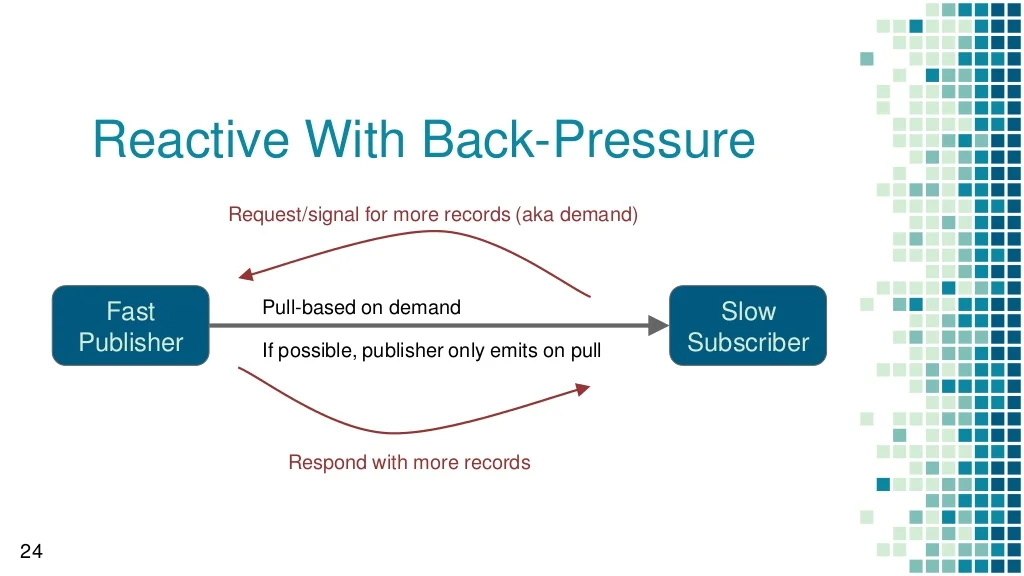 Reactive With Back-Pressure
Request/signal for more records (aka demand)
Fast
Publisher
Pull-based on demand
If possible, publisher only emits on pull
Slow
Subscriber
Respond with more records
24